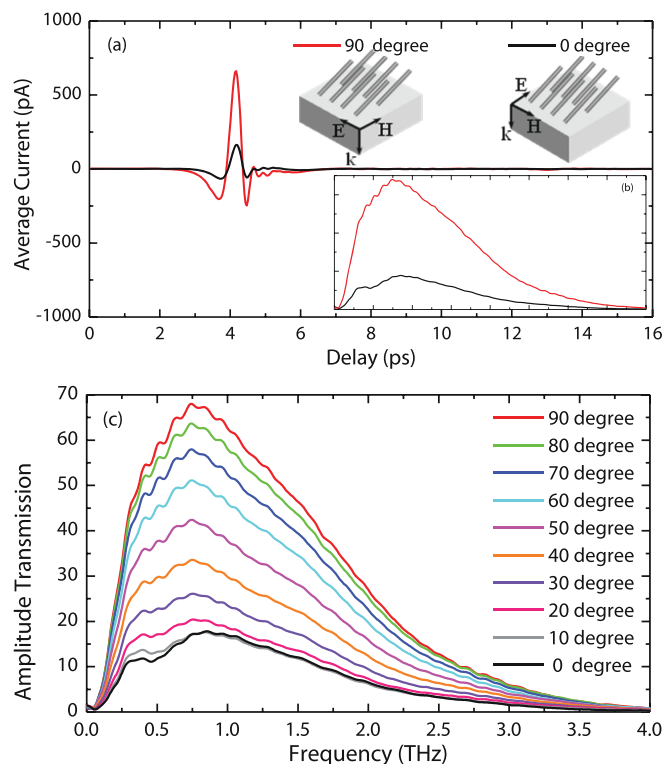 1000
500
0
-500
-1000
Average Current (pA)
(a)
90 degree
0 degree
E
H
k
E
H
k
(b)
0 2 4 6 8 10 12 14 16
Delay (ps)
70
60
50
40
30
20
10
0
Amplitude Transmission
(c)
90 degree
80 degree
70 degree
60 degree
50 degree
40 degree
30 degree
20 degree
10 degree
0 degree
0.0 0.5 1.0 1.5 2.0 2.5 3.0 3.5 4.0
Frequency (THz)